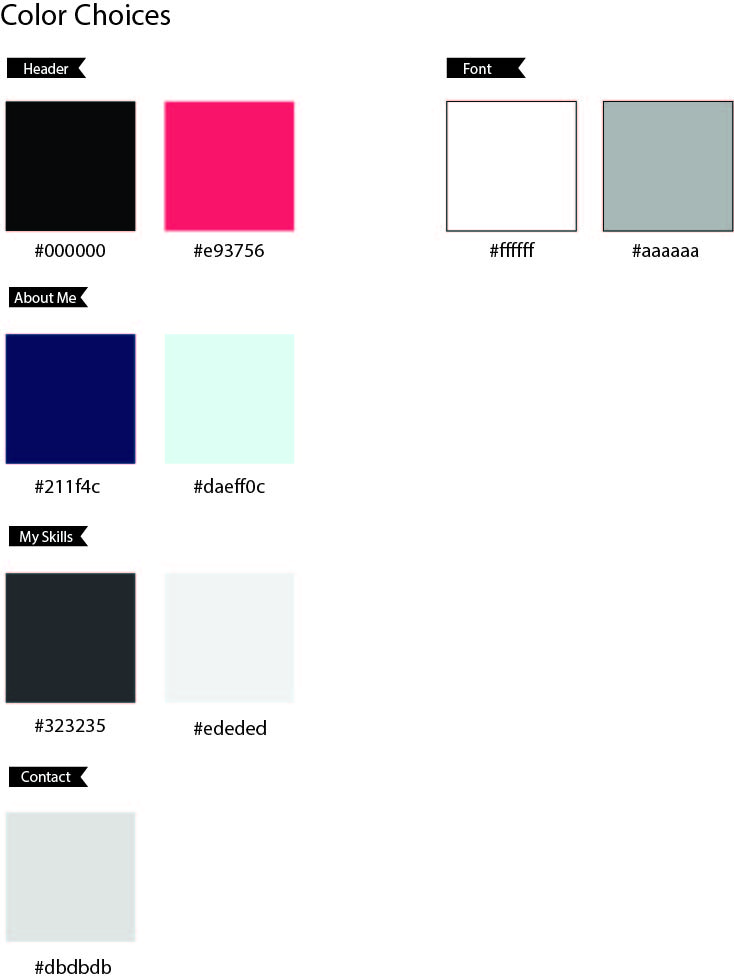 Color Choices
Header
Font
#000000
#e93756
#ffffff
#aaaaaa
About Me
#211f4c
#daeff0c
My Skills
#323235
#ededed
Contact
#dbdbdb